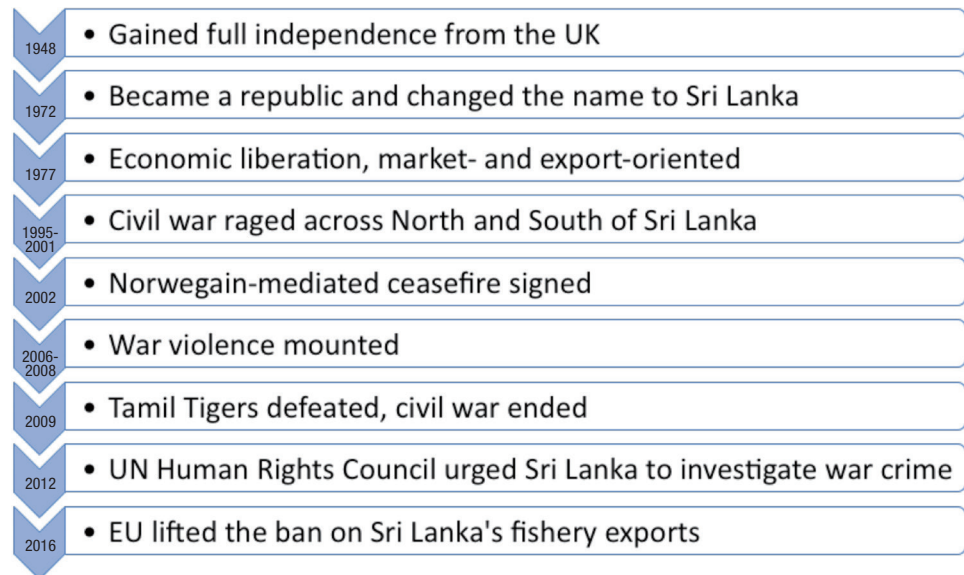 1948
• Gained full independence from the UK
1972
• Became a republic and changed the name to Sri Lanka
1977
• Economic liberation, market- and export-oriented
1995-
2001
• Civil war raged across North and South of Sri Lanka
2002
• Norwegain-mediated ceasefire signed
2006-
2008
• War violence mounted
2009
• Tamil Tigers defeated, civil war ended
2012
• UN Human Rights Council urged Sri Lanka to investigate war crime
2016
• EU lifted the ban on Sri Lanka's fishery exports